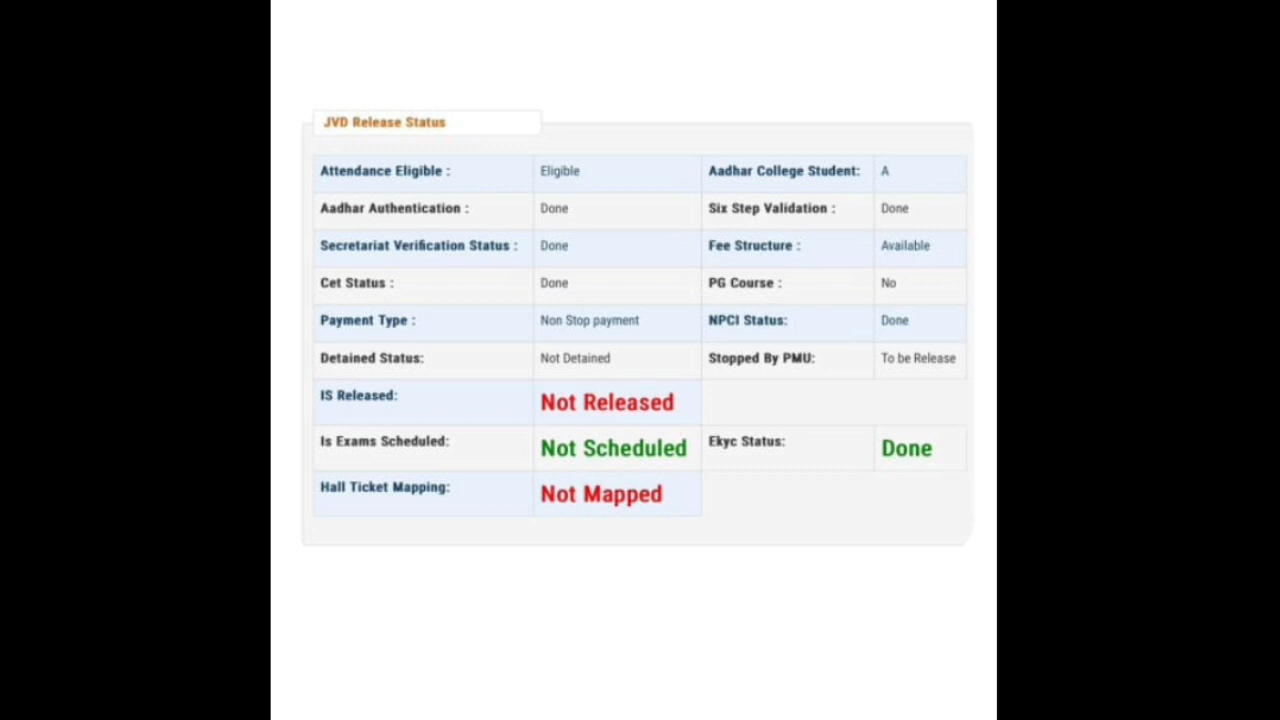 JVD Release Status
Attendance Eligible : Eligible Aadhar College Student: A
Aadhar Authentication : Done Six Step Validation : Done
Secretariat Verification Status : Done Fee Structure : Available
Cet Status : Done PG Course : No
Payment Type : Non Stop payment NPCI Status: Done
Detained Status: Not Detained Stopped By PMU: To be Release
IS Released: Not Released
Is Exams Scheduled: Not Scheduled Ekyc Status: Done
Hall Ticket Mapping: Not Mapped